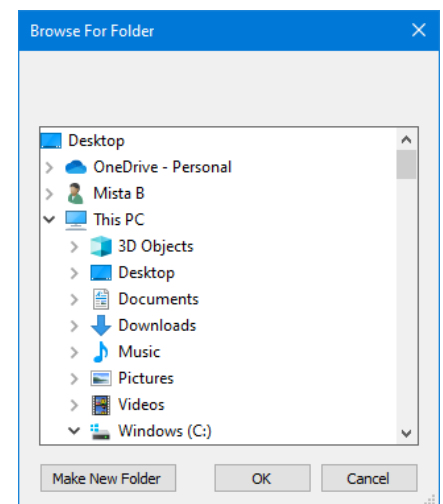 Browse For Folder
Desktop
OneDrive - Personal
Mista B
This PC
3D Objects
Desktop
Documents
Downloads
Music
Pictures
Videos
Windows (C:)
Make New Folder OK Cancel